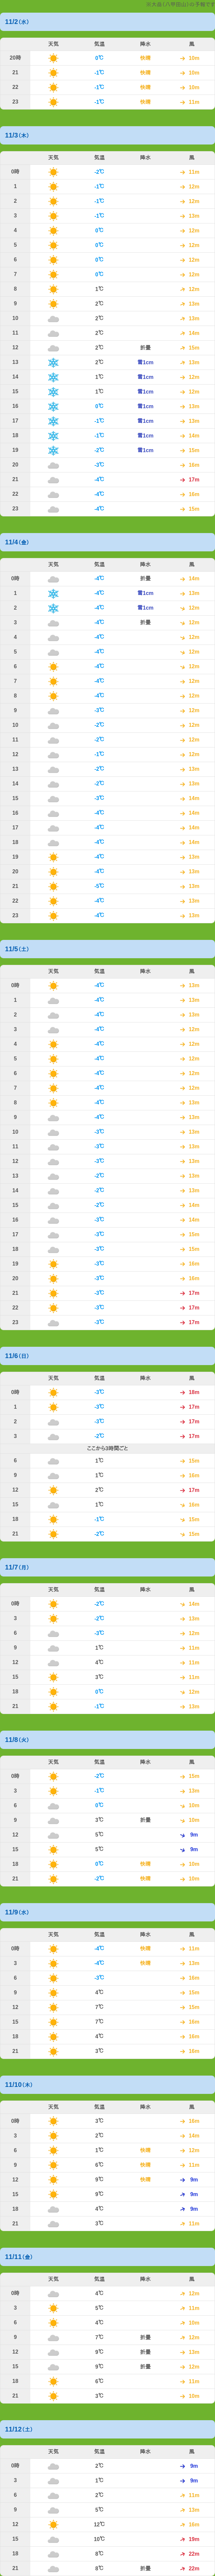 11/2(水)
天気 気温 降水 風
20時 0℃ 快晴 10m
21 -1℃ 快晴 10m
22 -1℃ 快晴 10m
23 -1℃ 快晴 11m
11/3(木)
天気 気温 降水 風
0時 -2℃ 11m
1 -1℃ 12m
2 -1℃ 12m
3 -1℃ 13m
4 0℃ 12m
5 0℃ 12m
6 0℃ 12m
7 0℃ 12m
8 1℃ 12m
9 2℃ 13m
10 2℃ 13m
11 2℃ 14m
12 2℃ 折畳 15m
13 2℃ 雪1cm 13m
14 1℃ 雪1cm 12m
15 1℃ 雪1cm 12m
16 0℃ 雪1cm 13m
17 -1℃ 雪1cm 13m
18 -1℃ 雪1cm 14m
19 -2℃ 雪1cm 15m
20 -3℃ 16m
21 -4℃ 17m
22 -4℃ 16m
23 -4℃ 15m
11/4(金)
天気 気温 降水 風
0時 -4℃ 折畳 14m
1 -4℃ 雪1cm 13m
2 -4℃ 雪1cm 12m
3 -4℃ 折畳 12m
4 -4℃ 12m
5 -4℃ 12m
6 -4℃ 12m
7 -4℃ 12m
8 -4℃ 12m
9 -3℃ 12m
10 -2℃ 12m
11 -2℃ 12m
12 -1℃ 12m
13 -2℃ 13m
14 -2℃ 13m
15 -3℃ 14m
16 -4℃ 14m
17 -4℃ 14m
18 -4℃ 14m
19 -4℃ 13m
20 -4℃ 13m
21 -5℃ 13m
22 -4℃ 13m
23 -4℃ 13m
11/5(土)
天気 気温 降水 風
0時 -4℃ 13m
1 -4℃ 13m
2 -4℃ 13m
3 -4℃ 12m
4 -4℃ 12m
5 -4℃ 12m
6 -4℃ 12m
7 -4℃ 12m
8 -4℃ 13m
9 -4℃ 13m
10 -3℃ 13m
11 -3℃ 13m
12 -3℃ 13m
13 -2℃ 13m
14 -2℃ 13m
15 -2℃ 14m
16 -3℃ 14m
17 -3℃ 15m
18 -3℃ 15m
19 -3℃ 16m
20 -3℃ 16m
21 -3℃ 17m
22 -3℃ 17m
23 -3℃ 17m
11/6(日)
天気 気温 降水 風
0時 -3℃ 18m
1 -3℃ 17m
2 -3℃ 17m
3 -2℃ 17m
ここから3時間ごと
6 1℃ 15m
9 1℃ 16m
12 2℃ 17m
15 1℃ 16m
18 -1℃ 15m
21 -2℃ 15m
11/7(月)
天気 気温 降水 風
0時 -2℃ 14m
3 -2℃ 13m
6 -3℃ 12m
9 1℃ 11m
12 4℃ 11m
15 3℃ 11m
18 0℃ 12m
21 -1℃ 13m
11/8(火)
天気 気温 降水 風
0時 -2℃ 15m
3 -1℃ 13m
6 0℃ 10m
9 3℃ 折畳 10m
12 5℃ 9m
15 5℃ 9m
18 0℃ 快晴 10m
21 -2℃ 快晴 10m
11/9(水)
天気 気温 降水 風
0時 -4℃ 快晴 11m
3 -4℃ 快晴 13m
6 -3℃ 15m
9 4℃ 15m
12 7℃ 15m
15 7℃ 16m
18 4℃ 16m
21 3℃ 16m
11/10(木)
天気 気温 降水 風
0時 3℃ 16m
3 2℃ 14m
6 1℃ 快晴 12m
9 6℃ 快晴 11m
12 9℃ 快晴 9m
15 9℃ 9m
18 4℃ 9m
21 3℃ 11m
11/11(金)
天気 気温 降水 風
0時 4℃ 12m
3 5℃ 11m
6 4℃ 10m
9 7℃ 折畳 12m
12 9℃ 折畳 13m
15 9℃ 折畳 12m
18 6℃ 11m
21 3℃ 10m
11/12(土)
天気 気温 降水 風
0時 2℃ 9m
3 1℃ 9m
6 2℃ 11m
9 5℃ 13m
12 12℃ 16m
15 10℃ 19m
18 8℃ 22m
21 8℃ 折畳 22m